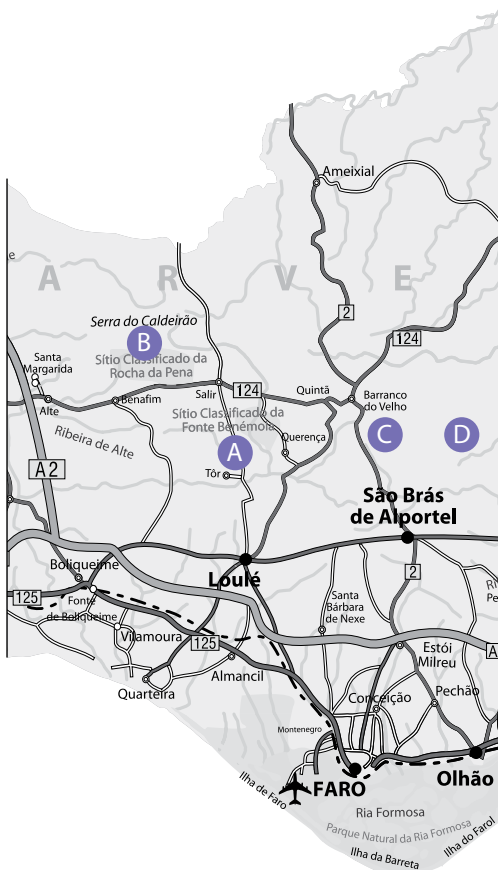 Ameixial
A R V E
2
Serra do Caldeirão
B
124
Santa
Margarida
Sítio Classificado da
Rocha da Pena
Alte
Benafim
Salir
124
Quintã
Barranco
do Velho
Sítio Classificado da
Fonte Benémola
Ribeira de Alte
A
Querença
C
D
A 2
Tôr
São Brás
de Alportel
Loulé
Boliqueime
2
125
Fonte
de Boliqueime
Santa
Bárbara
de Nexe
Vilamoura
125
Almancil
Estói
Milreu
A
Quarteira
Conceição
Pechão
Montenegro
FARO
Olhão
Ilha de Faro
Ria Formosa
Parque Natural da Ria Formosa
Ilha da Barreta
Ilha do Farol